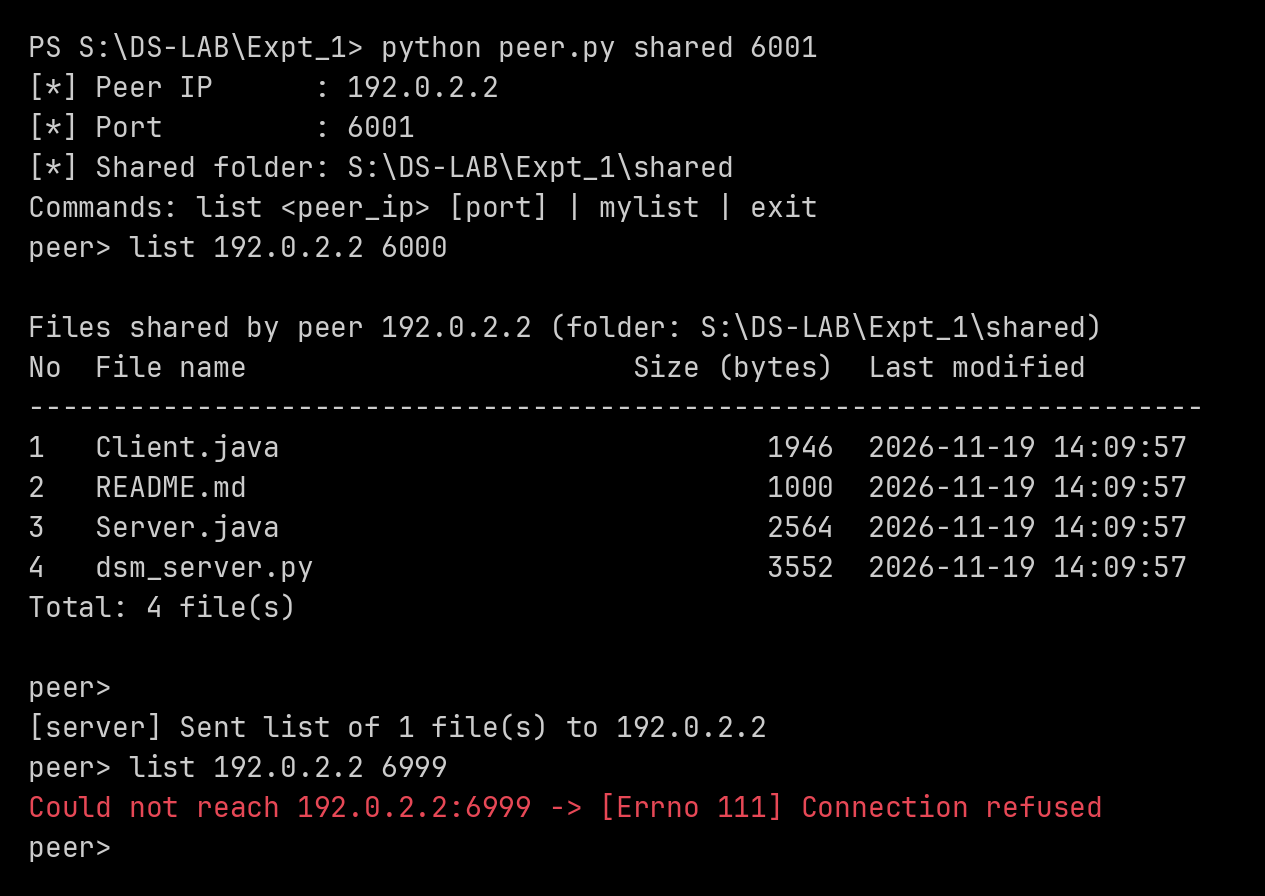 PS S:\DS-LAB\Expt_1> python peer.py shared 6001
[*] Peer IP      : 192.0.2.2
[*] Port         : 6001
[*] Shared folder: S:\DS-LAB\Expt_1\shared
Commands: list <peer_ip> [port] | mylist | exit
peer> list 192.0.2.2 6000

Files shared by peer 192.0.2.2 (folder: S:\DS-LAB\Expt_1\shared)
No  File name                       Size (bytes)  Last modified
----------------------------------------------------------------------
1   Client.java                             1946  2026-11-19 14:09:57
2   README.md                               1000  2026-11-19 14:09:57
3   Server.java                             2564  2026-11-19 14:09:57
4   dsm_server.py                           3552  2026-11-19 14:09:57
Total: 4 file(s)

peer>
[server] Sent list of 1 file(s) to 192.0.2.2
peer> list 192.0.2.2 6999
Could not reach 192.0.2.2:6999 -> [Errno 111] Connection refused
peer>